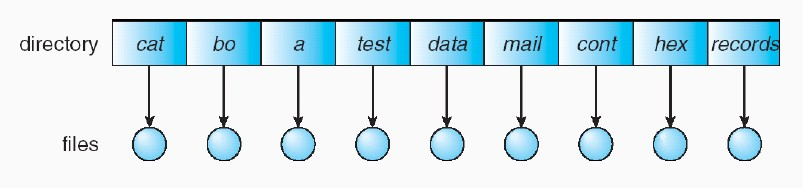 directory cat bo a test data mail cont hex records
files